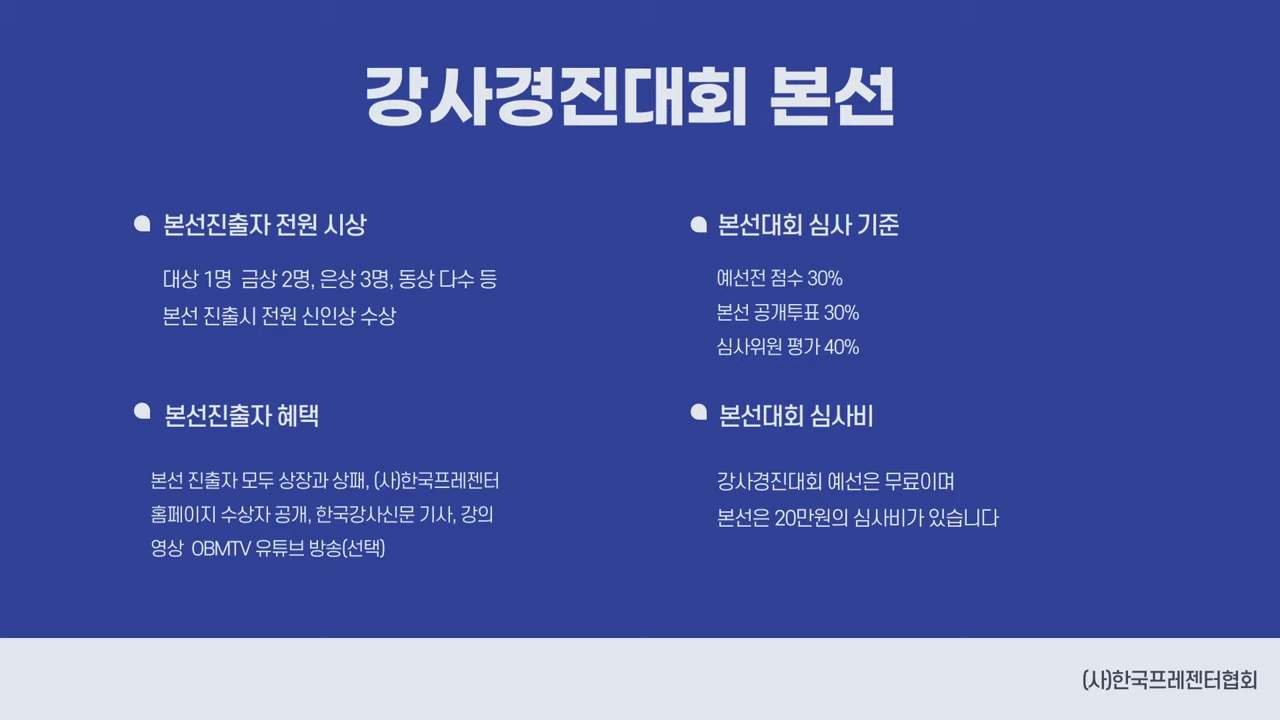 강사경진대회 본선
본선진출자 전원 시상
대상 1명 금상 2명, 은상 3명, 동상 다수 등
본선 진출시 전원 신인상 수상
본선대회 심사 기준
예선전 점수 30%
본선 공개투표 30%
심사위원 평가 40%
본선진출자 혜택
본선 진출자 모두 상장과 상패, (사)한국프레젠터
홈페이지 수상자 공개, 한국강사신문 기사, 강의
영상 OBMTV 유튜브 방송(선택)
본선대회 심사비
강사경진대회 예선은 무료이며
본선은 20만원의 심사비가 있습니다
(사)한국프레젠터협회